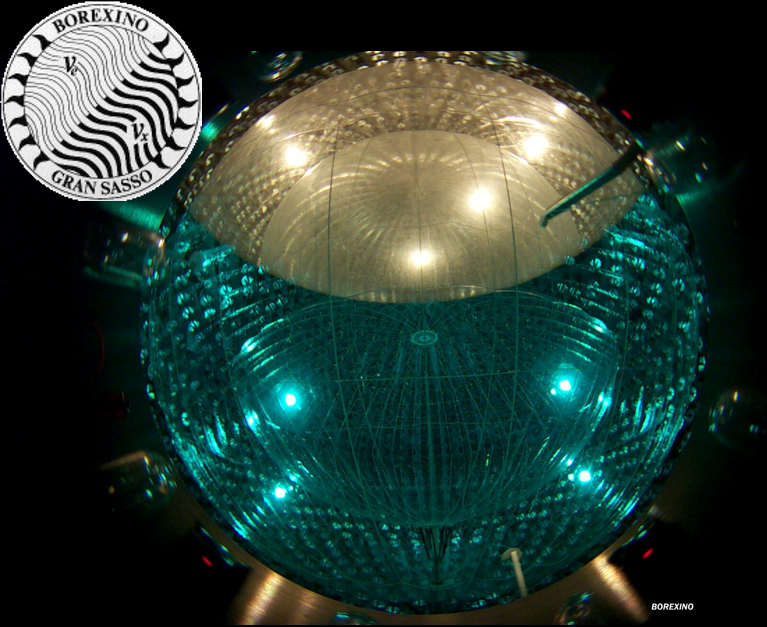 BOREXINO
νe
νx
GRAN SASSO
BOREXINO